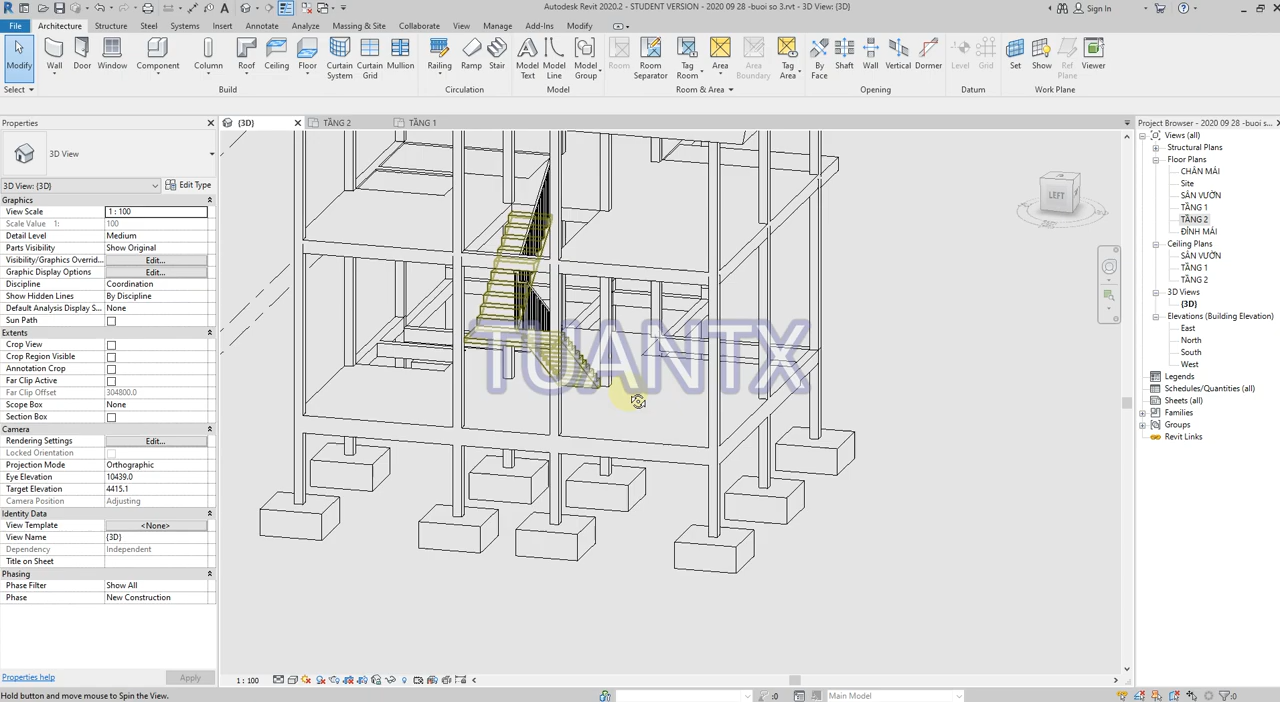 Autodesk Revit 2020.2 - STUDENT VERSION - 2020 09 28 -buoi so 3.rvt - 3D View: {3D}
Sign In
File Architecture Structure Steel Systems Insert Annotate Analyze Massing & Site Collaborate View Manage Add-Ins Modify
Modify Wall Door Window Component Column Roof Ceiling Floor Curtain System Curtain Grid Mullion Railing Ramp Stair Model Text Model Line Model Group Room Room Separator Tag Room Area Area Boundary Tag Area By Face Shaft Wall Vertical Dormer Level Grid Set Show Ref Plane Viewer
Select Build Circulation Model Room & Area Opening Datum Work Plane
Properties
{3D} TẦNG 2 TẦNG 1
Project Browser - 2020 09 28 -buoi so 3....
3D View
3D View: {3D} Edit Type
Graphics
View Scale 1 : 100
Scale Value 1: 100
Detail Level Medium
Parts Visibility Show Original
Visibility/Graphics Overrid... Edit...
Graphic Display Options Edit...
Discipline Coordination
Show Hidden Lines By Discipline
Default Analysis Display S... None
Sun Path
Extents
Crop View
Crop Region Visible
Annotation Crop
Far Clip Active
Far Clip Offset 304800.0
Scope Box None
Section Box
Camera
Rendering Settings Edit...
Locked Orientation
Projection Mode Orthographic
Eye Elevation 10439.0
Target Elevation 4415.1
Camera Position Adjusting
Identity Data
View Template <None>
View Name {3D}
Dependency Independent
Title on Sheet
Phasing
Phase Filter Show All
Phase New Construction
Properties help Apply
LEFT
TUANTX
Views (all)
Structural Plans
Floor Plans
CHÂN MÁI
Site
SÂN VƯỜN
TẦNG 1
TẦNG 2
ĐỈNH MÁI
Ceiling Plans
SÂN VƯỜN
TẦNG 1
TẦNG 2
3D Views
{3D}
Elevations (Building Elevation)
East
North
South
West
Legends
Schedules/Quantities (all)
Sheets (all)
Families
Groups
Revit Links
1 : 100
Hold button and move mouse to Spin the View.
:0 Main Model :0